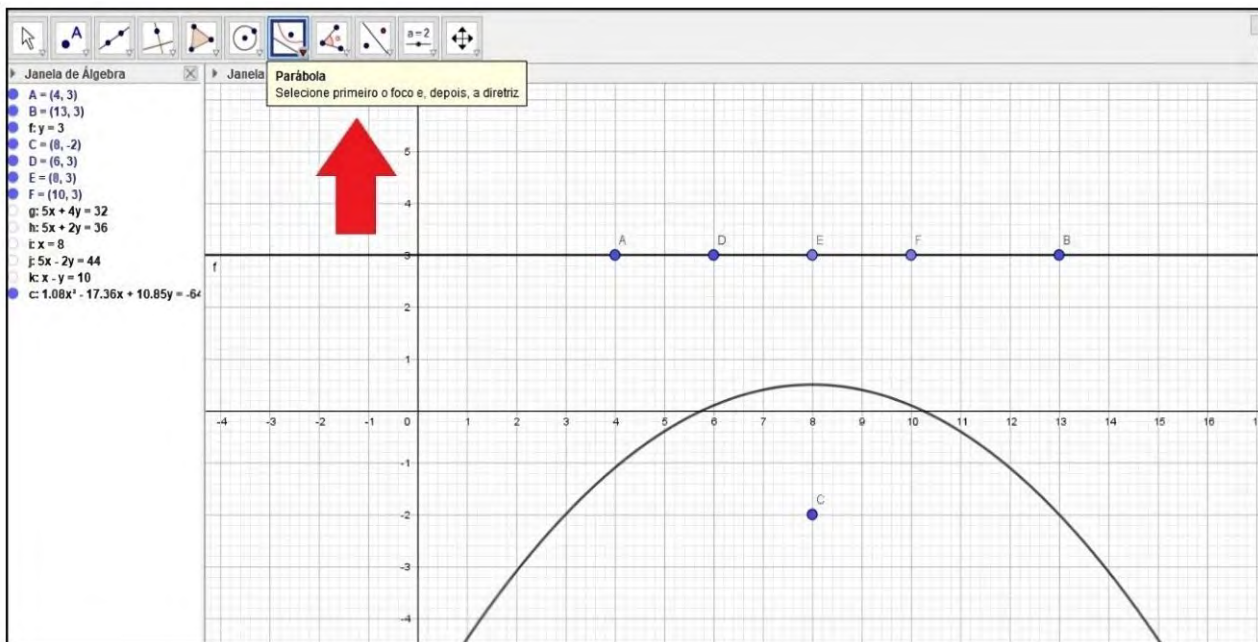 A
a=2
Janela de Álgebra
Janela
Parábola
Selecione primeiro o foco e, depois, a diretriz
A = (4, 3)
B = (13, 3)
f: y = 3
C = (8, -2)
D = (6, 3)
E = (8, 3)
F = (10, 3)
g: 5x + 4y = 32
h: 5x + 2y = 36
i: x = 8
j: 5x - 2y = 44
k: x - y = 10
c: 1.08x² - 17.36x + 10.85y = -64
5
4
A D E F B
3
f
2
1
-4 -3 -2 -1 0 1 2 3 4 5 6 7 8 9 10 11 12 13 14 15 16 1
-1
C
-2
-3
-4